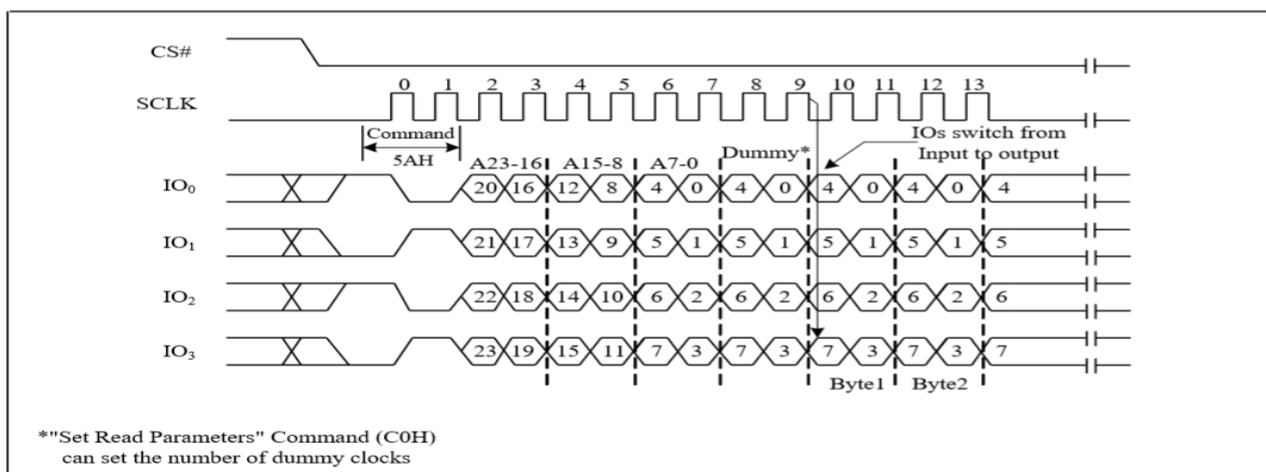 CS#
0 1 2 3 4 5 6 7 8 9 10 11 12 13
SCLK
Command
IOs switch from
5AH
A23-16 A15-8 A7-0 Dummy* Input to output
IO0 20 16 12 8 4 0 4 0 4 0 4 0 4
IO1 21 17 13 9 5 1 5 1 5 1 5 1 5
IO2 22 18 14 10 6 2 6 2 6 2 6 2 6
IO3 23 19 15 11 7 3 7 3 7 3 7 3 7
Byte1 Byte2
*"Set Read Parameters" Command (C0H)
can set the number of dummy clocks